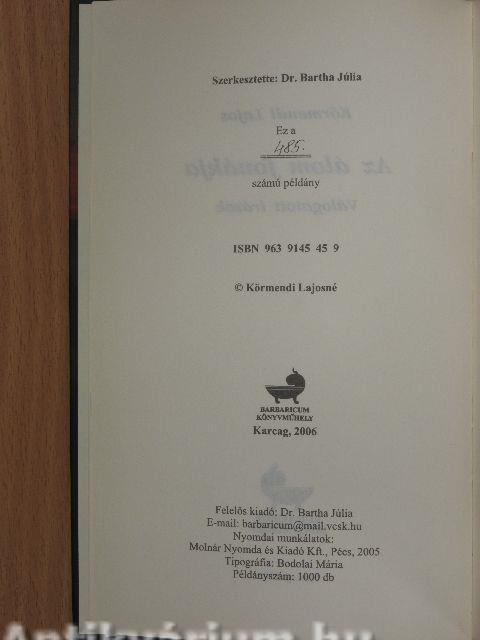 Szerkesztette: Dr. Bartha Júlia
Ez a
485.
számú példány
ISBN 963 9145 45 9
© Körmendi Lajosné
BARBARICUM
KÖNYVMŰHELY
Karcag, 2006
Felelős kiadó: Dr. Bartha Júlia
E-mail: barbaricum@mail.vcsk.hu
Nyomdai munkálatok:
Molnár Nyomda és Kiadó Kft., Pécs, 2005
Tipográfia: Bodolai Mária
Példányszám: 1000 db
Antikvarium.hu